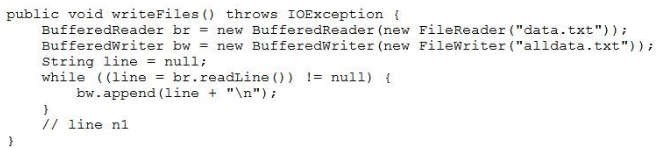 public void writeFiles() throws IOException {
    BufferedReader br = new BufferedReader(new FileReader("data.txt"));
    BufferedWriter bw = new BufferedWriter(new FileWriter("alldata.txt"));
    String line = null;
    while ((line = br.readLine()) != null) {
        bw.append(line + "\n");
    }
    // line n1
}